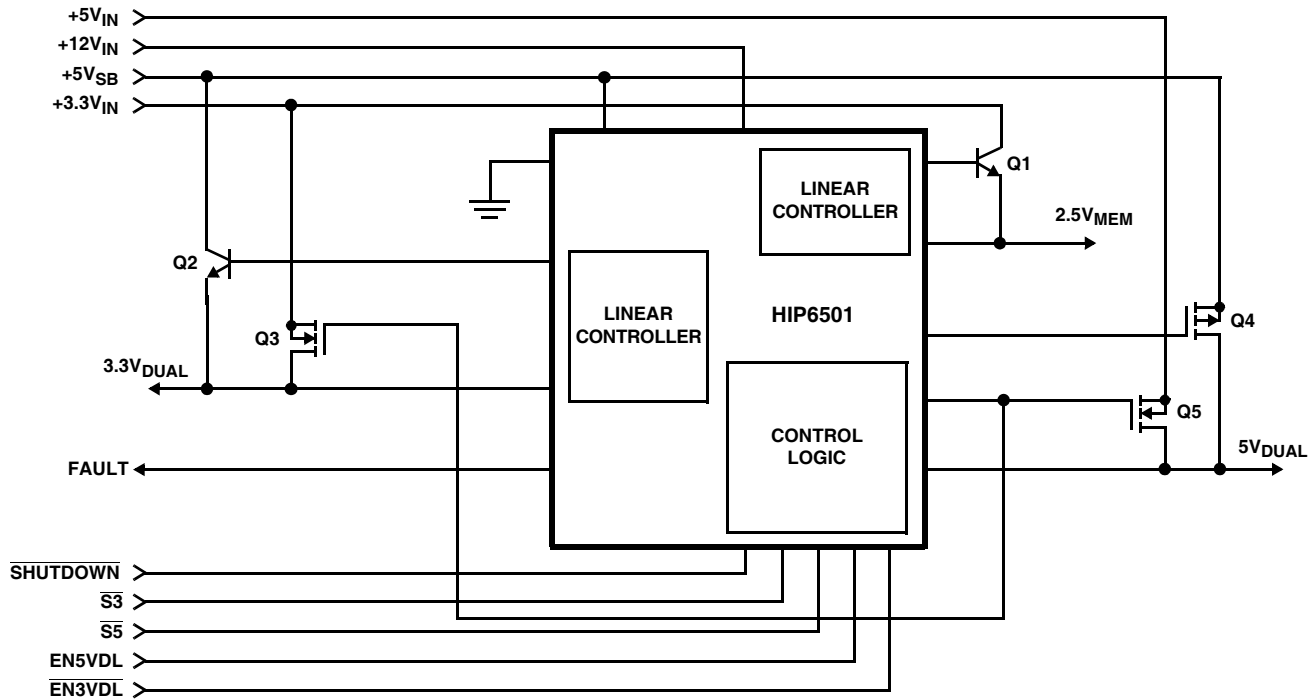 +5VIN
+12VIN
+5VSB
+3.3VIN
Q1
LINEAR
CONTROLLER
2.5VMEM
Q2
LINEAR
CONTROLLER
HIP6501
Q4
Q3
3.3VDUAL
Q5
CONTROL
LOGIC
5VDUAL
FAULT
SHUTDOWN
S3
S5
EN5VDL
EN3VDL